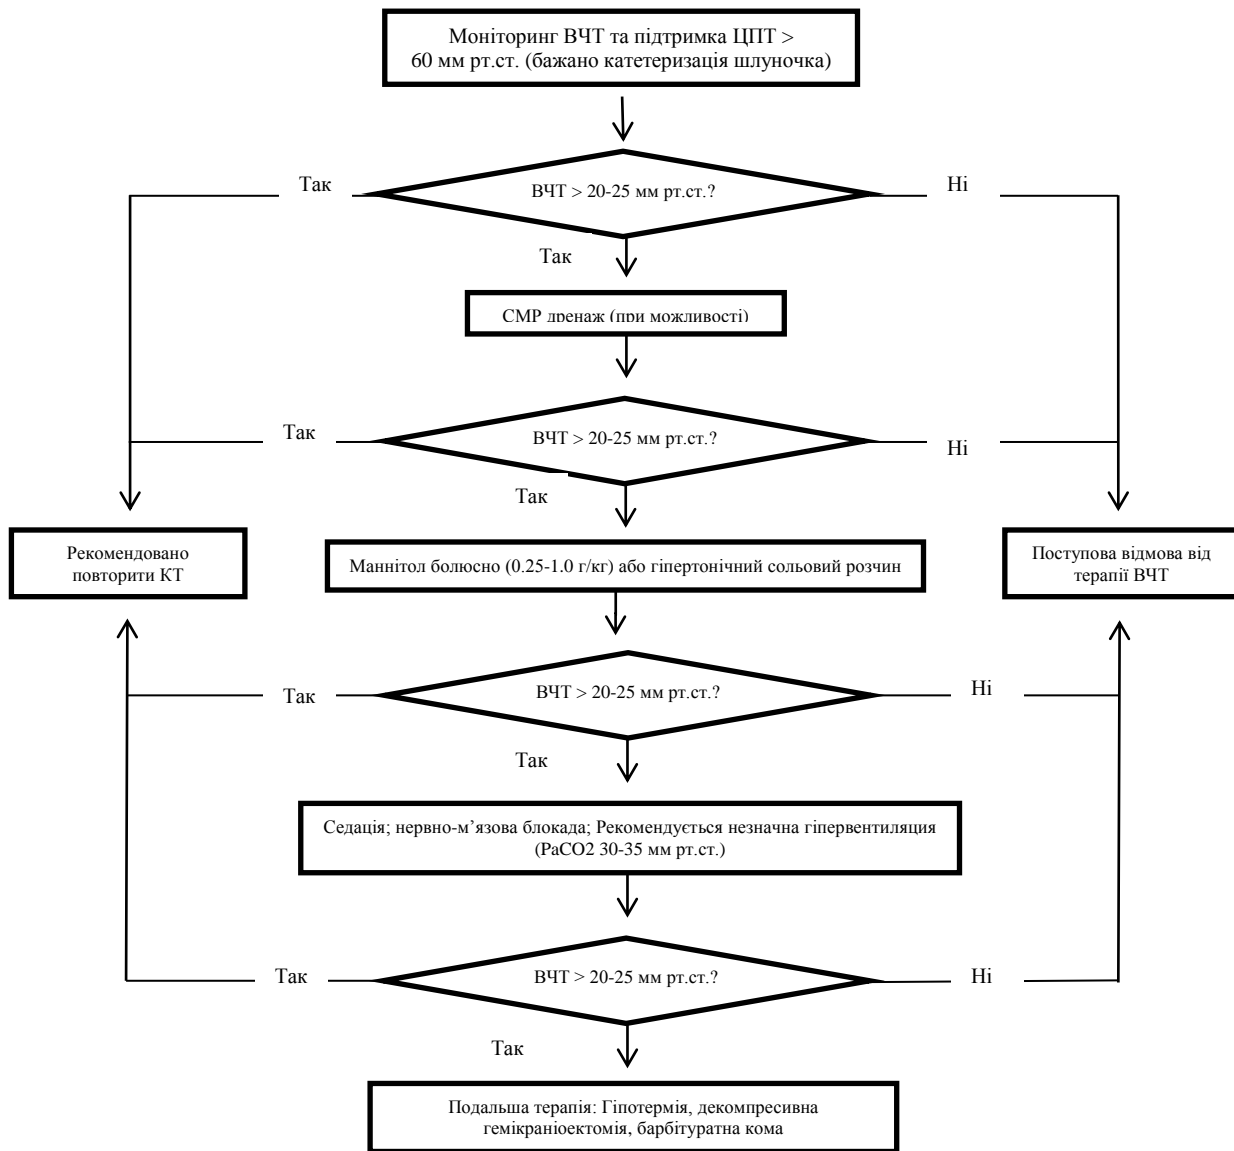 Моніторинг ВЧТ та підтримка ЦПТ >
60 мм рт.ст. (бажано катетеризація шлуночка)
Так
ВЧТ > 20-25 мм рт.ст.?
Ні
Так
СМР дренаж (при можливості)
Так
ВЧТ > 20-25 мм рт.ст.?
Ні
Так
Рекомендовано
повторити КТ
Маннітол болюсно (0.25-1.0 г/кг) або гіпертонічний сольовий розчин
Поступова відмова від
терапії ВЧТ
Так
ВЧТ > 20-25 мм рт.ст.?
Ні
Так
Седація; нервно-м’язова блокада; Рекомендується незначна гіпервентиляция
(PaCO2 30-35 мм рт.ст.)
Так
ВЧТ > 20-25 мм рт.ст.?
Ні
Так
Подальша терапія: Гіпотермія, декомпресивна
гемікраніоектомія, барбітуратна кома